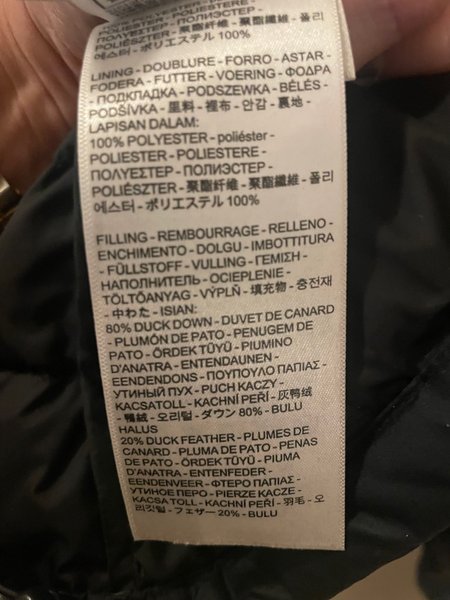 POLIÉSZTER - 聚酯纤维 - 聚酯纖維 - 폴리
에스터 - ポリエステル 100%
LINING - DOUBLURE - FORRO - ASTAR -
FODERA - FUTTER - VOERING - ΦΟΔΡΑ
- ПОДКЛАДКА - PODSZEWKA - BÉLÉS -
PODŠÍVKA - 里料 - 裡布 - 안감 - 裏地 -
LAPISAN DALAM:
100% POLYESTER - poliéster -
POLIESTER - POLIESTERE -
ΠΟΛΥΕΣΤΕΡ - ПОЛИЭСТЕР -
POLIÉSZTER - 聚酯纤维 - 聚酯纖維 - 폴리
에스터 - ポリエステル 100%
FILLING - REMBOURRAGE - RELLENO -
ENCHIMENTO - DOLGU - IMBOTTITURA
- FÜLLSTOFF - VULLING - ΓΕΜΙΣΗ -
НАПОЛНИТЕЛЬ - OCIEPLENIE -
TÖLTŐANYAG - VÝPLŇ - 填充物 - 충전재
- 中わた - ISIAN:
80% DUCK DOWN - DUVET DE CANARD
- PLUMÓN DE PATO - PENUGEM DE
PATO - ÖRDEK TÜYÜ - PIUMINO
D'ANATRA - ENTENDAUNEN -
EENDENDONS - ΠΟΥΠΟΥΛΟ ΠΑΠΙΑΣ -
УТИНЫЙ ПУХ - PUCH KACZY -
KACSATOLL - KACHNÍ PEŘÍ - 灰鸭绒
- 鴨絨 - 오리털 - ダウン 80% - BULU
HALUS
20% DUCK FEATHER - PLUMES DE
CANARD - PLUMA DE PATO - PENAS
DE PATO - ÖRDEK TÜYÜ - PIUMA
D'ANATRA - ENTENFEDER -
EENDENVEER - ΦΤΕΡΟ ΠΑΠΙΑΣ -
УТИНОЕ ПЕРО - PIERZE KACZE -
KACSA TOLL - KACHNÍ PEŘÍ - 羽毛 - 오
리깃털 - フェザー 20% - BULU